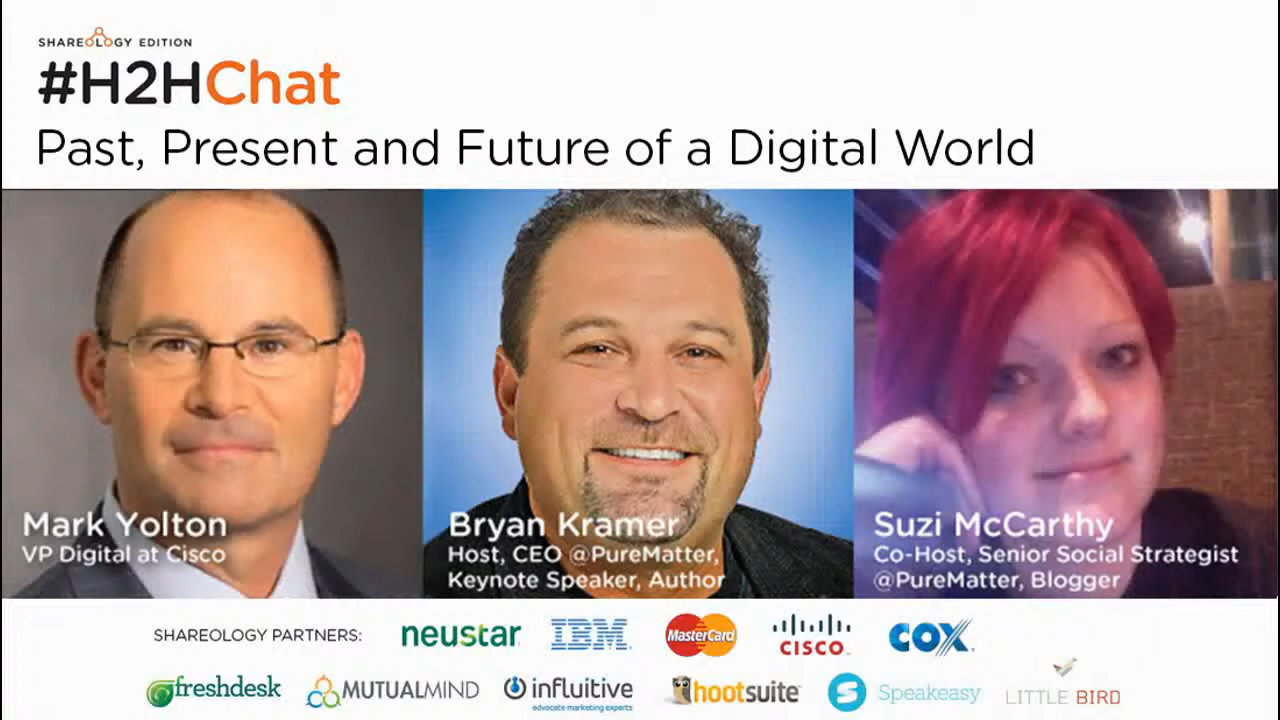 SHAREOLOGY EDITION
#H2HChat
Past, Present and Future of a Digital World
Mark Yolton
VP Digital at Cisco
Bryan Kramer
Host, CEO @PureMatter,
Keynote Speaker, Author
Suzi McCarthy
Co-Host, Senior Social Strategist
@PureMatter, Blogger
SHAREOLOGY PARTNERS: neustar IBM MasterCard CISCO COX
freshdesk MUTUALMIND influitive hootsuite S Speakeasy LITTLE BIRD
advocate marketing experts